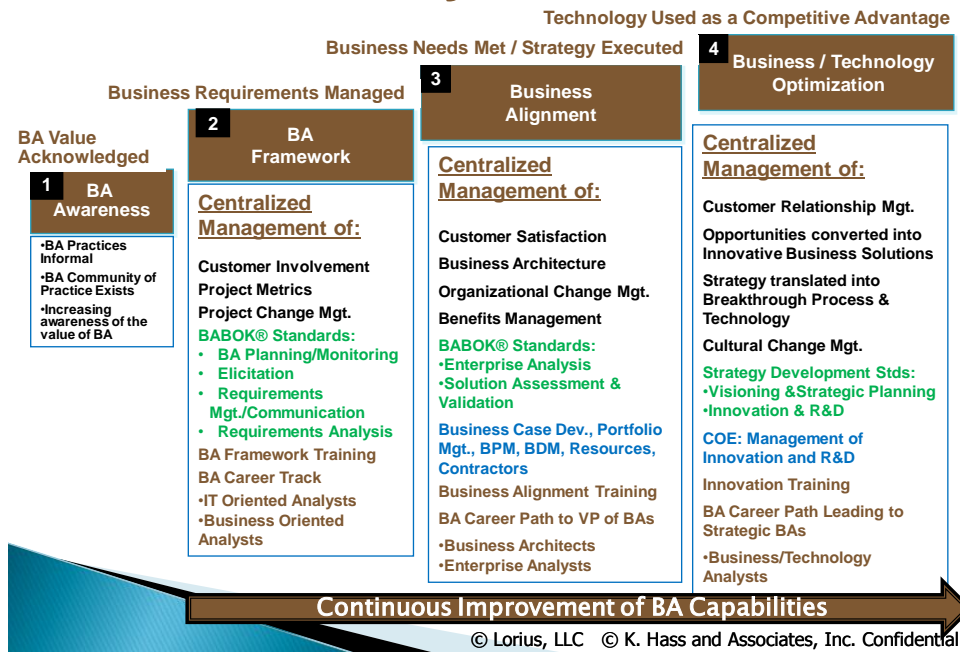 Technology Used as a Competitive Advantage
Business Needs Met / Strategy Executed
Business Requirements Managed
BA Value
Acknowledged
1
BA
Awareness
•BA Practices
Informal
•BA Community of
Practice Exists
•Increasing
awareness of the
value of BA
2
BA
Framework
Centralized
Management of:
Customer Involvement
Project Metrics
Project Change Mgt.
BABOK® Standards:
• BA Planning/Monitoring
• Elicitation
• Requirements
Mgt./Communication
• Requirements Analysis
BA Framework Training
BA Career Track
•IT Oriented Analysts
•Business Oriented
Analysts
3
Business
Alignment
Centralized
Management of:
Customer Satisfaction
Business Architecture
Organizational Change Mgt.
Benefits Management
BABOK® Standards:
•Enterprise Analysis
•Solution Assessment &
Validation
Business Case Dev., Portfolio
Mgt., BPM, BDM, Resources,
Contractors
Business Alignment Training
BA Career Path to VP of BAs
•Business Architects
•Enterprise Analysts
4
Business / Technology
Optimization
Centralized
Management of:
Customer Relationship Mgt.
Opportunities converted into
Innovative Business Solutions
Strategy translated into
Breakthrough Process &
Technology
Cultural Change Mgt.
Strategy Development Stds:
•Visioning &Strategic Planning
•Innovation & R&D
COE: Management of
Innovation and R&D
Innovation Training
BA Career Path Leading to
Strategic BAs
•Business/Technology
Analysts
Continuous Improvement of BA Capabilities
© Lorius, LLC © K. Hass and Associates, Inc. Confidential